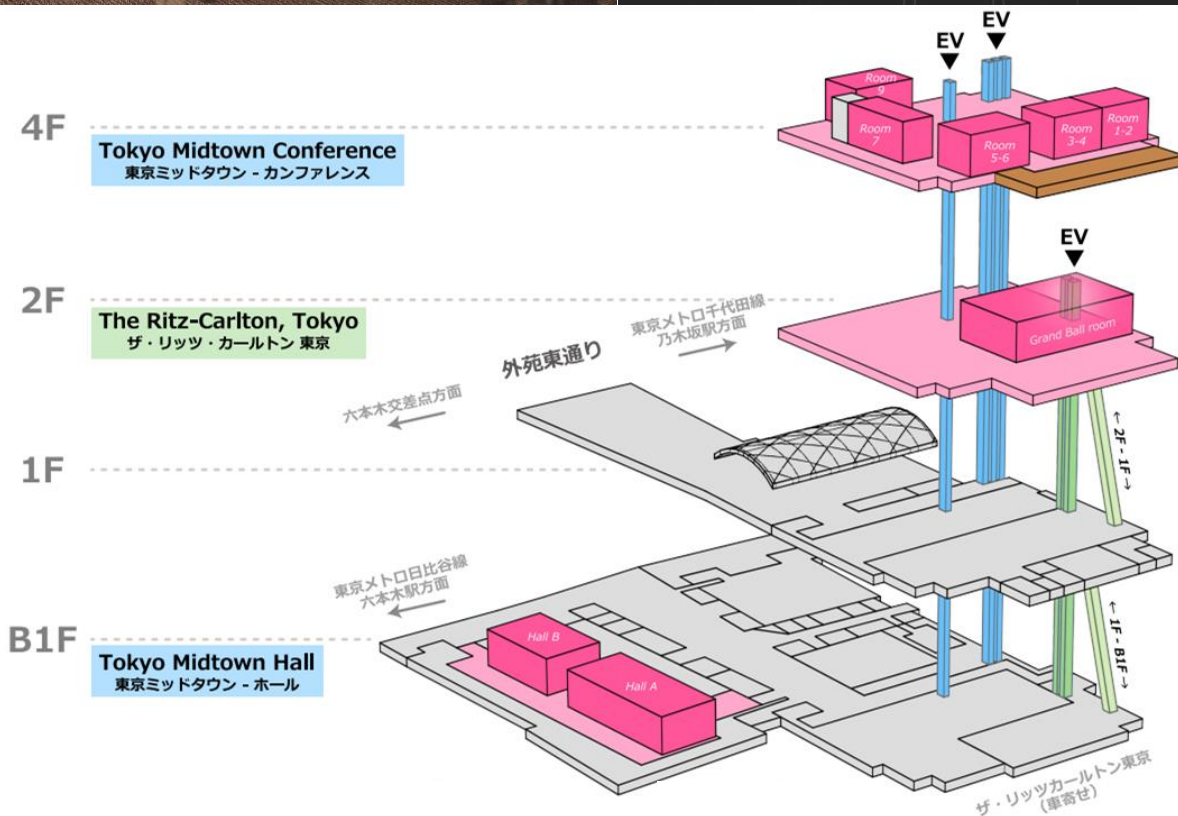 EV
EV
4F
Room
9
Room
7
Room
5-6
Room
3-4
Room
1-2
Tokyo Midtown Conference
東京ミッドタウン - カンファレンス
EV
2F
The Ritz-Carlton, Tokyo
ザ・リッツ・カールトン 東京
Grand Ball room
東京メトロ千代田線
乃木坂駅方面
外苑東通り
六本木交差点方面
← 2F - 1F →
1F
東京メトロ日比谷線
六本木駅方面
← 1F - B1F →
B1F
Hall B
Hall A
Tokyo Midtown Hall
東京ミッドタウン - ホール
ザ・リッツカールトン東京
（車寄せ）